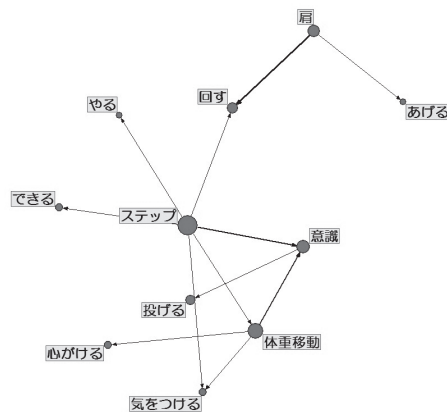 肩
回す
あげる
やる
できる
ステップ
意識
投げる
体重移動
心がける
気をつける